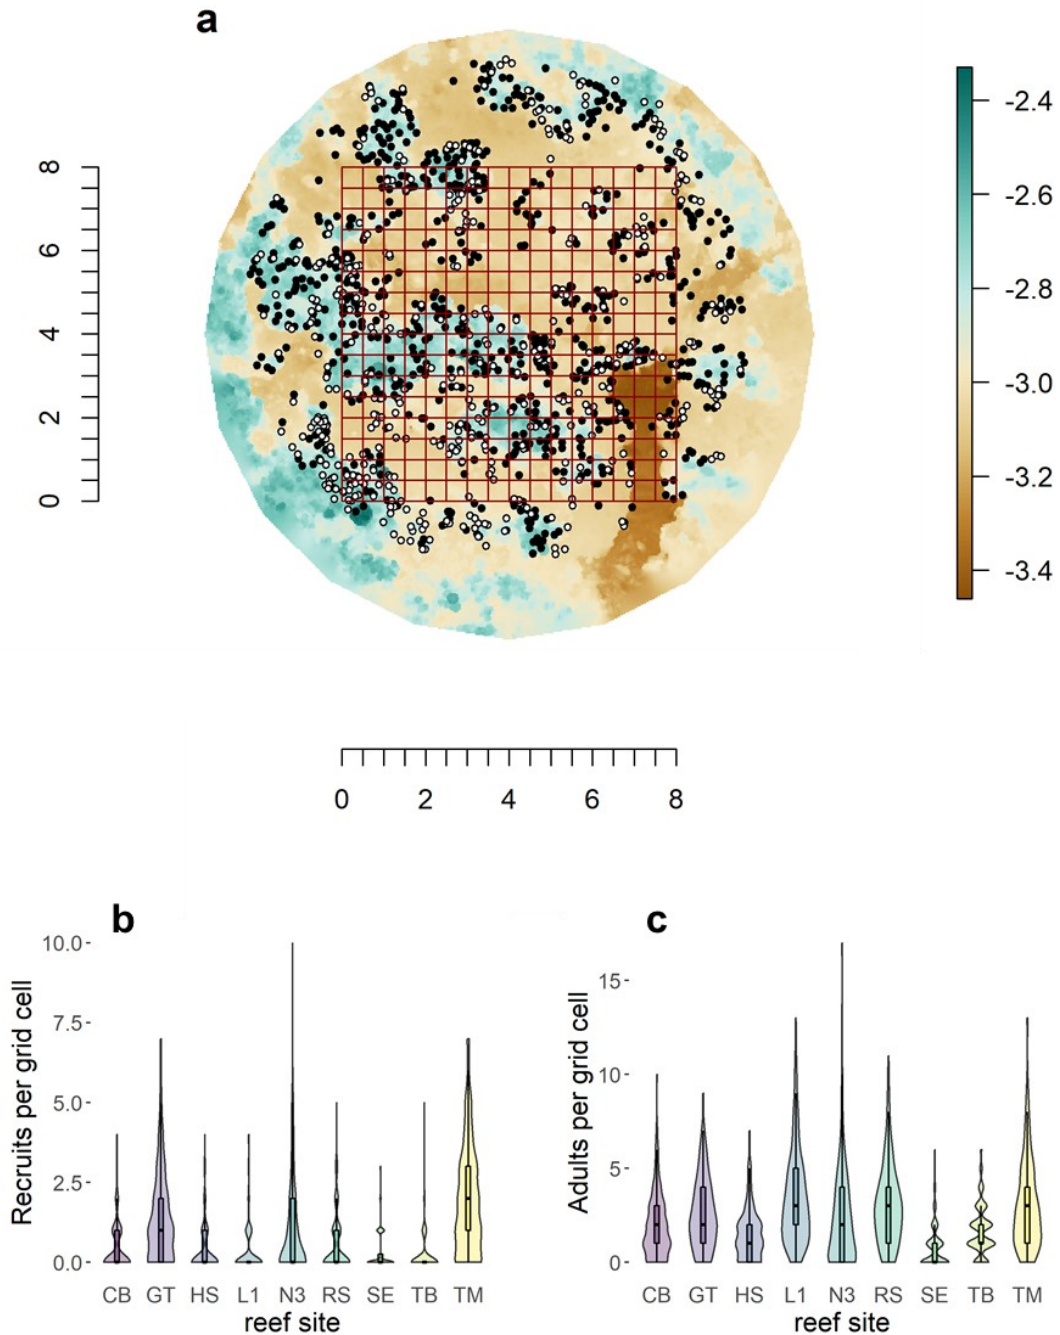 a
8
6
4
2
0
-2.4
-2.6
-2.8
-3.0
-3.2
-3.4
0 2 4 6 8
b
Recruits per grid cell
10.0
7.5
5.0
2.5
0.0
CB GT HS L1 N3 RS SE TB TM
reef site
c
Adults per grid cell
15
10
5
0
CB GT HS L1 N3 RS SE TB TM
reef site